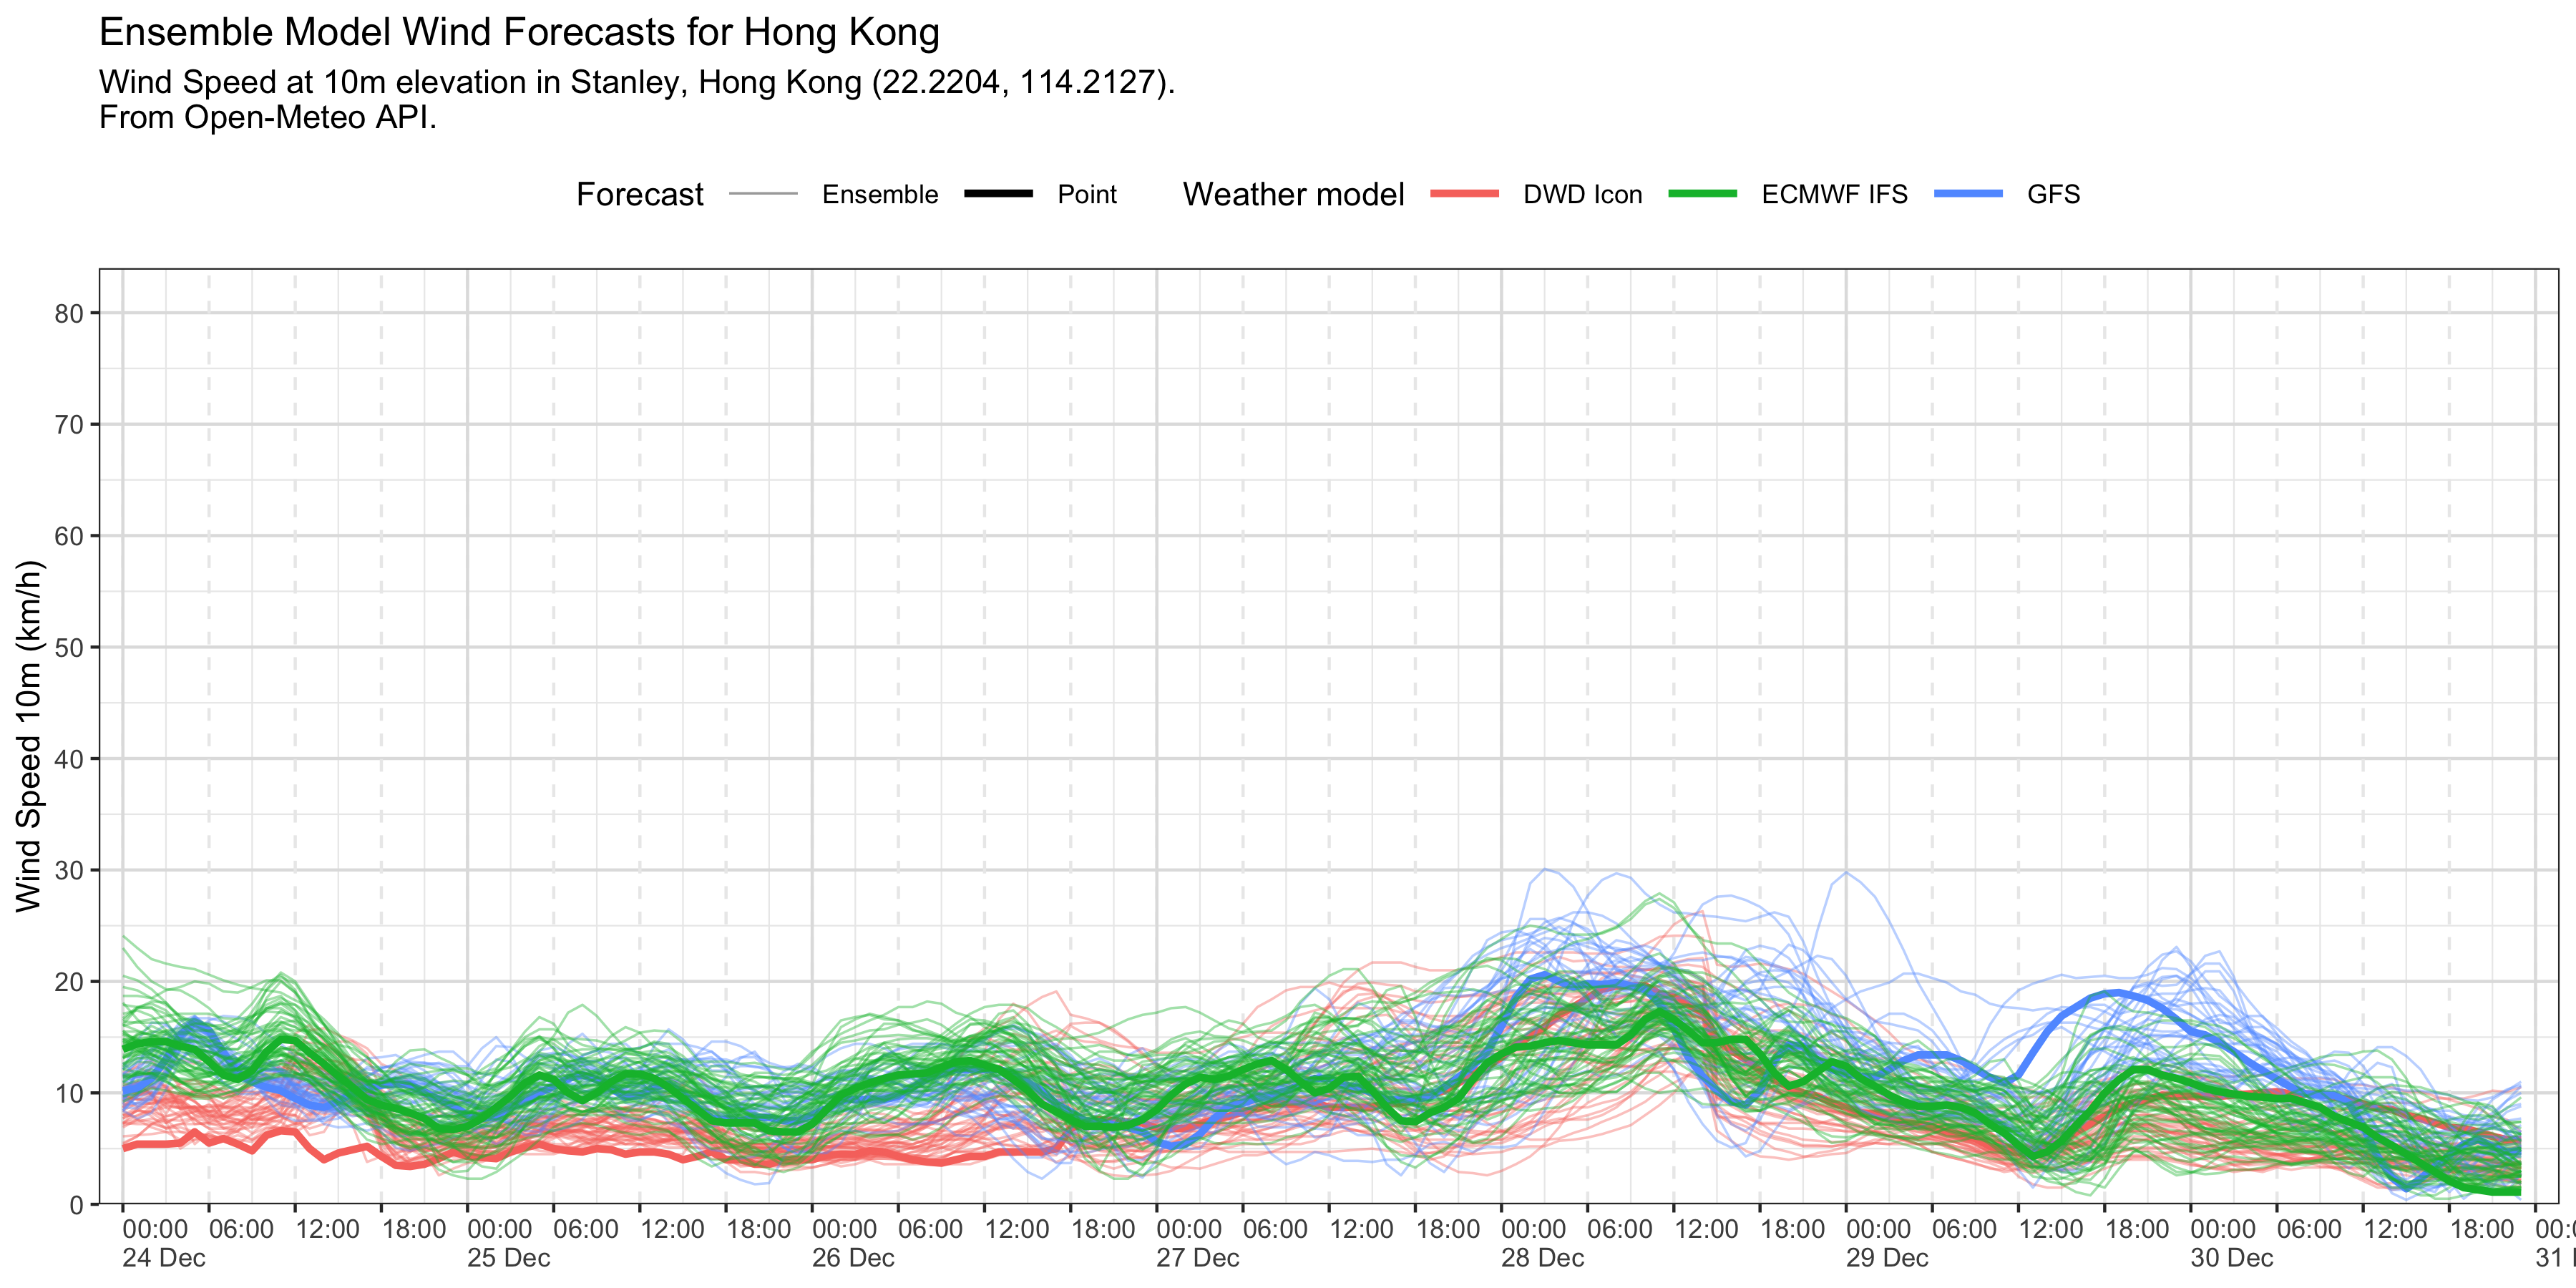 Ensemble Model Wind Forecasts for Hong Kong
Wind Speed at 10m elevation in Stanley, Hong Kong (22.2204, 114.2127).
From Open-Meteo API.
Forecast Ensemble Point Weather model DWD Icon ECMWF IFS GFS
Wind Speed 10m (km/h)
80
70
60
50
40
30
20
10
0
00:00 06:00 12:00 18:00 00:00 06:00 12:00 18:00 00:00 06:00 12:00 18:00 00:00 06:00 12:00 18:00 00:00 06:00 12:00 18:00 00:00 06:00 12:00 18:00 00:00 06:00 12:00 18:00
24 Dec 25 Dec 26 Dec 27 Dec 28 Dec 29 Dec 30 Dec 31